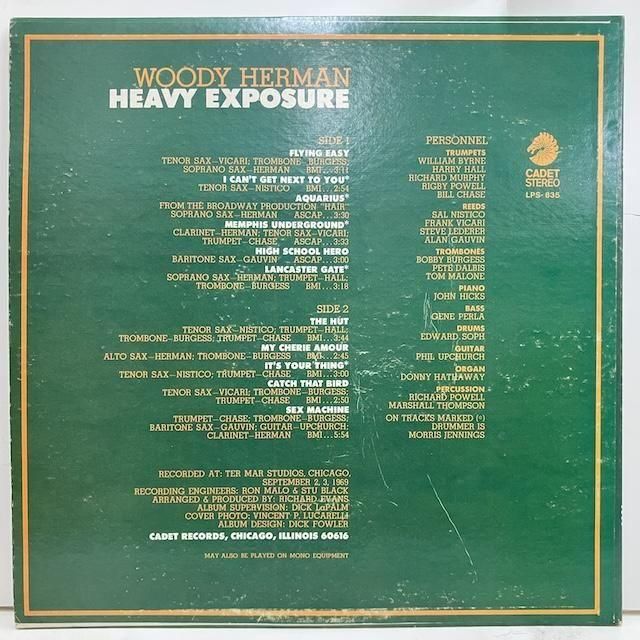 WOODY HERMAN
HEAVY EXPOSURE
SIDE 1
FLYING EASY
TENOR SAX—VICARI; TROMBONE—BURGESS;
SOPRANO SAX—HERMAN BMI...3:11
I CAN'T GET NEXT TO YOU*
TENOR SAX—NISTICO BMI...2:54
AQUARIUS*
FROM THE BROADWAY PRODUCTION "HAIR"
SOPRANO SAX—HERMAN ASCAP...3:30
MEMPHIS UNDERGROUND*
CLARINET—HERMAN; TENOR SAX—VICARI;
TRUMPET—CHASE ASCAP...3:33
HIGH SCHOOL HERO
BARITONE SAX—GAUVIN ASCAP...3:00
LANCASTER GATE*
SOPRANO SAX—HERMAN; TRUMPET—HALL;
TROMBONE—BURGESS BMI...3:18
SIDE 2
THE HUT
TENOR SAX—NISTICO; TRUMPET—HALL;
TROMBONE—BURGESS; TRUMPET—CHASE BMI...3:44
MY CHERIE AMOUR
ALTO SAX—HERMAN; TROMBONE—BURGESS BMI...2:45
IT'S YOUR THING*
TENOR SAX—NISTICO; TRUMPET—CHASE BMI...3:00
CATCH THAT BIRD
TENOR SAX—VICARI; TROMBONE—BURGESS;
TRUMPET—CHASE BMI...2:50
SEX MACHINE
TRUMPET—CHASE; TROMBONE—BURGESS;
BARITONE SAX—GAUVIN; GUITAR—UPCHURCH;
CLARINET—HERMAN BMI...5:54
RECORDED AT: TER MAR STUDIOS, CHICAGO,
SEPTEMBER 2, 3, 1969
RECORDING ENGINEERS: RON MALO & STU BLACK
ARRANGED & PRODUCED BY: RICHARD EVANS
ALBUM SUPERVISION: DICK LaPALM
COVER PHOTO: VINCENT P. LUCARELLI
ALBUM DESIGN: DICK FOWLER
CADET RECORDS, CHICAGO, ILLINOIS 60616
MAY ALSO BE PLAYED ON MONO EQUIPMENT
PERSONNEL
TRUMPETS
WILLIAM BYRNE
HARRY HALL
RICHARD MURPHY
RIGBY POWELL
BILL CHASE
REEDS
SAL NISTICO
FRANK VICARI
STEVE LEDERER
ALAN GAUVIN
TROMBONES
BOBBY BURGESS
PETE DALBIS
TOM MALONE
PIANO
JOHN HICKS
BASS
GENE PERLA
DRUMS
EDWARD SOPH
GUITAR
PHIL UPCHURCH
ORGAN
DONNY HATHAWAY
PERCUSSION
RICHARD POWELL
MARSHALL THOMPSON
ON TRACKS MARKED (*)
DRUMMER IS
MORRIS JENNINGS
CADET
STEREO
LPS-835